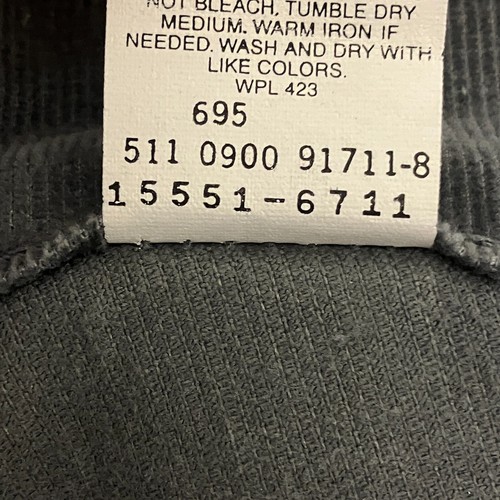 NOT BLEACH. TUMBLE DRY
MEDIUM. WARM IRON IF
NEEDED. WASH AND DRY WITH
LIKE COLORS.
WPL 423
695
511 0900 91711-8
15551-6711